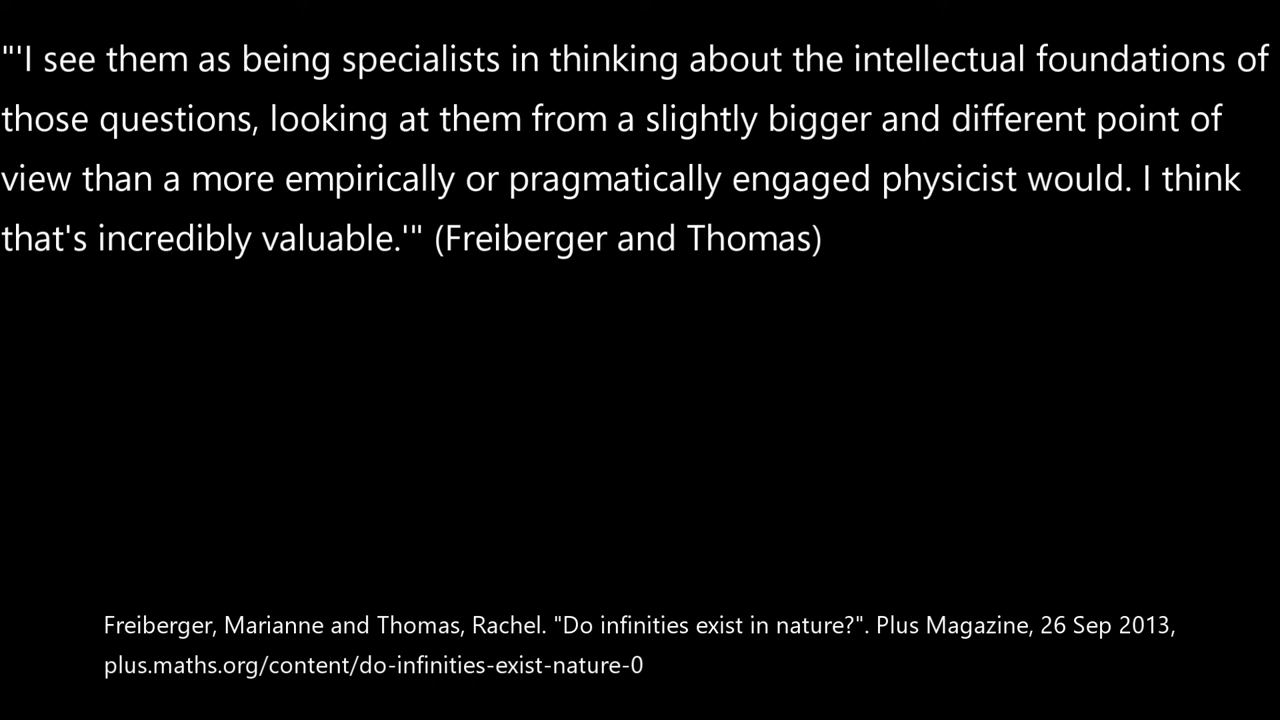 "'I see them as being specialists in thinking about the intellectual foundations of
those questions, looking at them from a slightly bigger and different point of
view than a more empirically or pragmatically engaged physicist would. I think
that's incredibly valuable.'" (Freiberger and Thomas)
Freiberger, Marianne and Thomas, Rachel. "Do infinities exist in nature?". Plus Magazine, 26 Sep 2013,
plus.maths.org/content/do-infinities-exist-nature-0